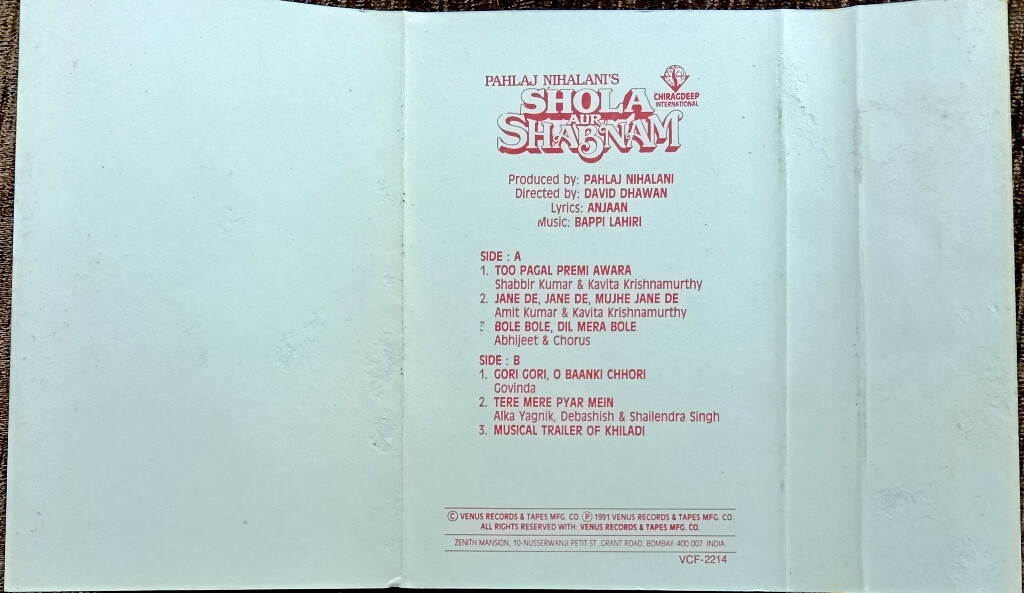 PAHLAJ NIHALANI'S
SHOLA
AUR
SHABNAM
CHIRAGDEEP
INTERNATIONAL
Produced by: PAHLAJ NIHALANI
Directed by: DAVID DHAWAN
Lyrics: ANJAAN
Music: BAPPI LAHIRI
SIDE : A
1. TOO PAGAL PREMI AWARA
Shabbir Kumar & Kavita Krishnamurthy
2. JANE DE, JANE DE, MUJHE JANE DE
Amit Kumar & Kavita Krishnamurthy
3. BOLE BOLE, DIL MERA BOLE
Abhijeet & Chorus
SIDE : B
1. GORI GORI, O BAANKI CHHORI
Govinda
2. TERE MERE PYAR MEIN
Alka Yagnik, Debashish & Shailendra Singh
3. MUSICAL TRAILER OF KHILADI
Ⓒ VENUS RECORDS & TAPES MFG. CO. Ⓟ 1991 VENUS RECORDS & TAPES MFG. CO.
ALL RIGHTS RESERVED WITH: VENUS RECORDS & TAPES MFG. CO.
ZENITH MANSION, 10-NUSSERWANJI PETIT ST. GRANT ROAD, BOMBAY-400 007. INDIA.
VCF-2214